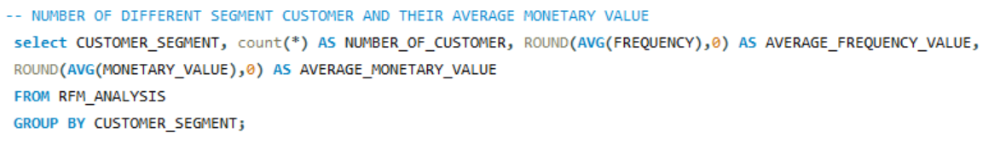 -- NUMBER OF DIFFERENT SEGMENT CUSTOMER AND THEIR AVERAGE MONETARY VALUE
select CUSTOMER_SEGMENT, count(*) AS NUMBER_OF_CUSTOMER, ROUND(AVG(FREQUENCY),0) AS AVERAGE_FREQUENCY_VALUE,
ROUND(AVG(MONETARY_VALUE),0) AS AVERAGE_MONETARY_VALUE
FROM RFM_ANALYSIS
GROUP BY CUSTOMER_SEGMENT;